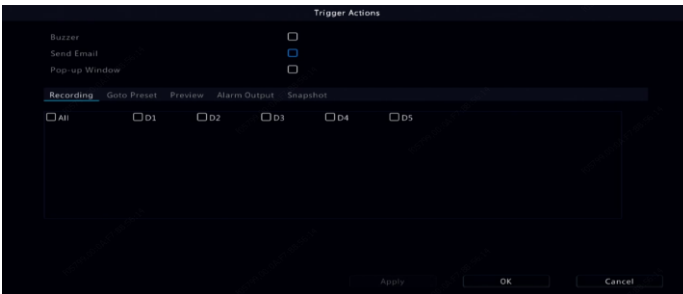 Trigger Actions
Buzzer
Send Email
Pop-up Window
Recording Goto Preset Preview Alarm Output Snapshot
All D1 D2 D3 D4 D5
Apply OK Cancel